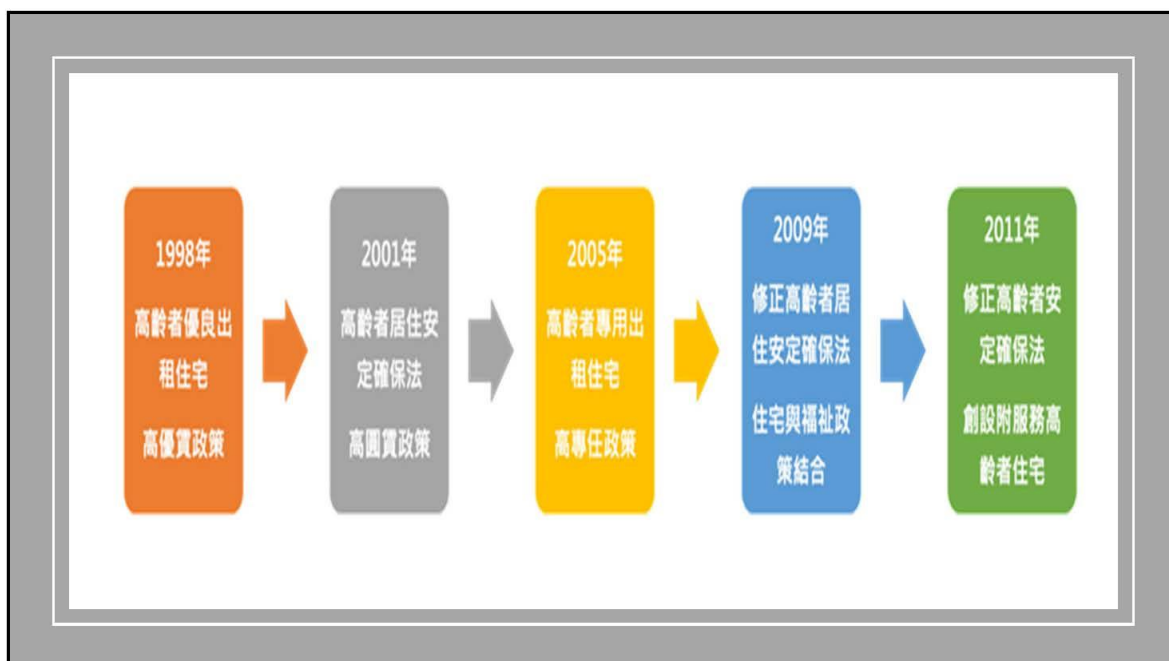 1998年
高齡者優良出
租住宅
高優賃政策
2001年
高齡者居住安
定確保法
高圓賃政策
2005年
高齡者專用出
租住宅
高專任政策
2009年
修正高齡者居
住安定確保法
住宅與福祉政
策結合
2011年
修正高齡者安
定確保法
創設附服務高
齡者住宅